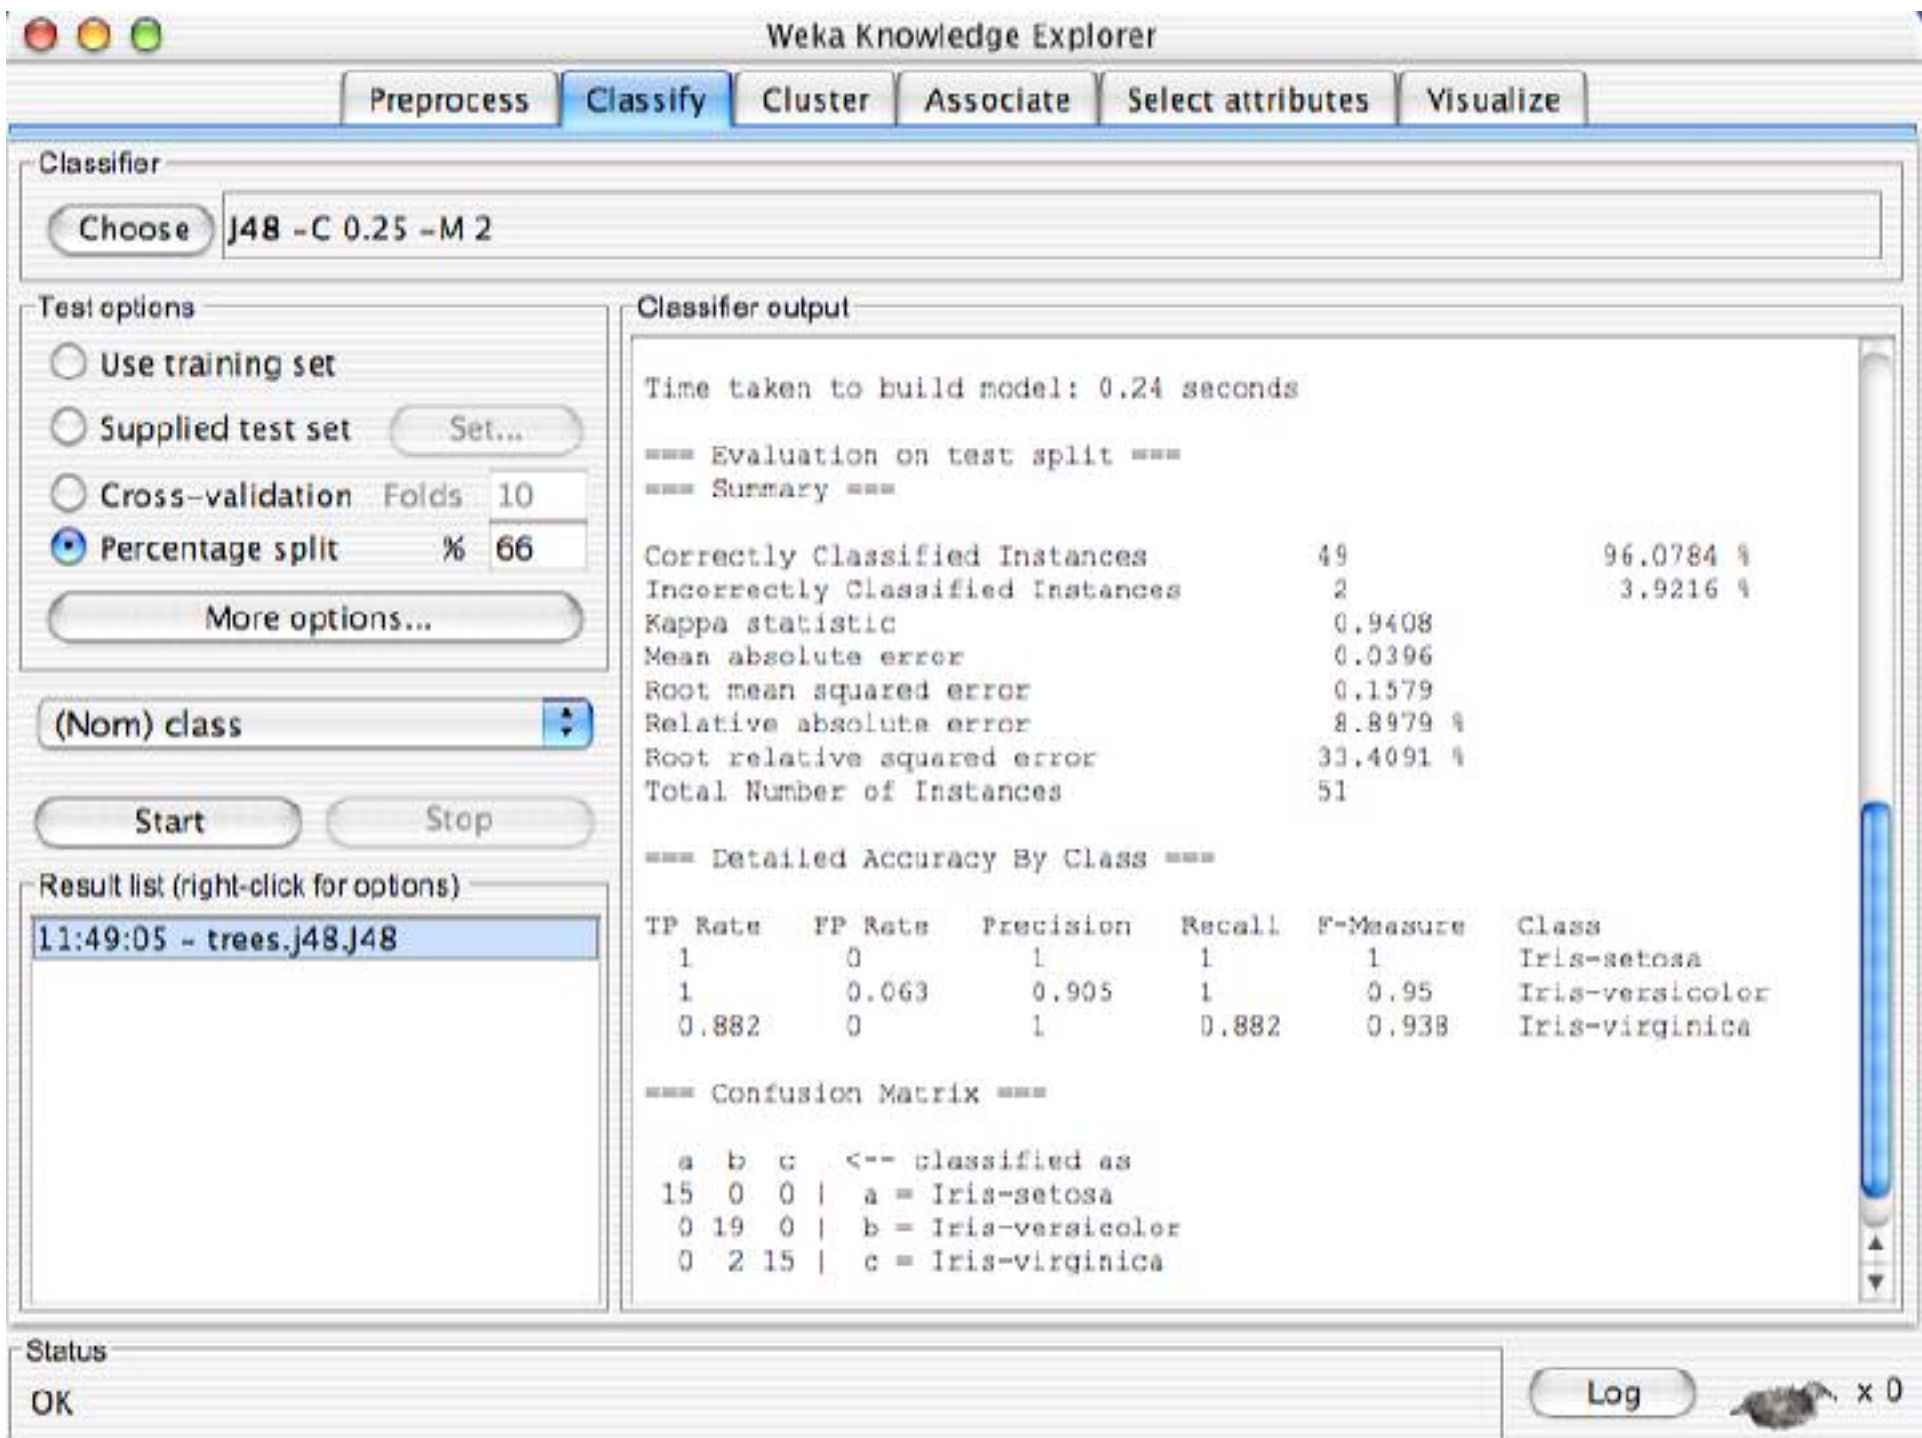 Weka Knowledge Explorer
Preprocess Classify Cluster Associate Select attributes Visualize
Classifier
Choose J48 -C 0.25 -M 2
Test options
Use training set
Supplied test set Set...
Cross-validation Folds 10
Percentage split % 66
More options...
(Nom) class
Start Stop
Result list (right-click for options)
11:49:05 - trees.j48.J48
Classifier output
Time taken to build model: 0.24 seconds
=== Evaluation on test split ===
=== Summary ===
Correctly Classified Instances 49 96.0784 %
Incorrectly Classified Instances 2 3.9216 %
Kappa statistic 0.9408
Mean absolute error 0.0396
Root mean squared error 0.1579
Relative absolute error 8.8979 %
Root relative squared error 33.4091 %
Total Number of Instances 51
=== Detailed Accuracy By Class ===
TP Rate FP Rate Precision Recall F-Measure Class
1 0 1 1 1 Iris-setosa
1 0.063 0.905 1 0.95 Iris-versicolor
0.882 0 1 0.882 0.938 Iris-virginica
=== Confusion Matrix ===
a b c <-- classified as
15 0 0 | a = Iris-setosa
0 19 0 | b = Iris-versicolor
0 2 15 | c = Iris-virginica
Status
OK
Log x 0